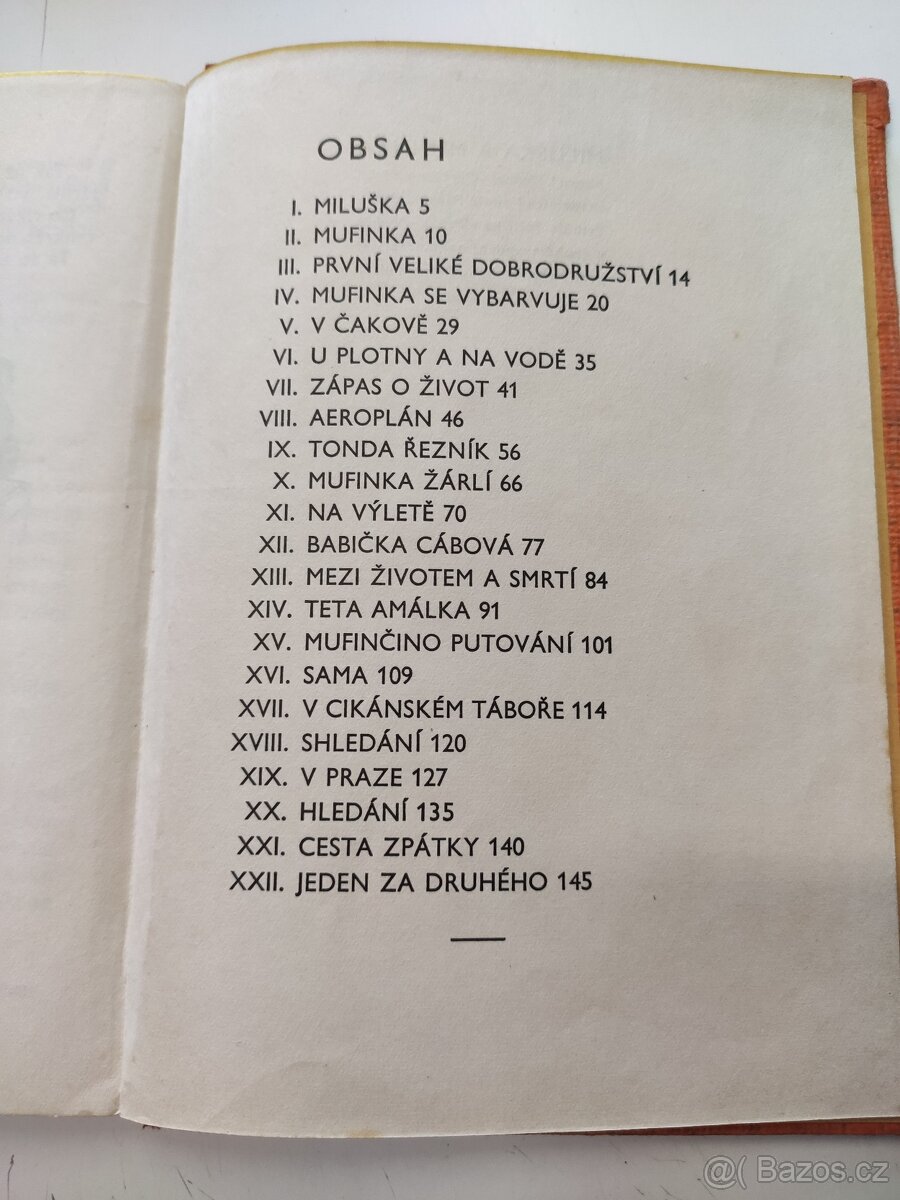 OBSAH
I. MILUŠKA 5
II. MUFINKA 10
III. PRVNÍ VELIKÉ DOBRODRUŽSTVÍ 14
IV. MUFINKA SE VYBARVUJE 20
V. V ČAKOVĚ 29
VI. U PLOTNY A NA VODĚ 35
VII. ZÁPAS O ŽIVOT 41
VIII. AEROPLÁN 46
IX. TONDA ŘEZNÍK 56
X. MUFINKA ŽÁRLÍ 66
XI. NA VÝLETĚ 70
XII. BABIČKA CÁBOVÁ 77
XIII. MEZI ŽIVOTEM A SMRTÍ 84
XIV. TETA AMÁLKA 91
XV. MUFINČINO PUTOVÁNÍ 101
XVI. SAMA 109
XVII. V CIKÁNSKÉM TÁBOŘE 114
XVIII. SHLEDÁNÍ 120
XIX. V PRAZE 127
XX. HLEDÁNÍ 135
XXI. CESTA ZPÁTKY 140
XXII. JEDEN ZA DRUHÉHO 145
@ Bazos.cz